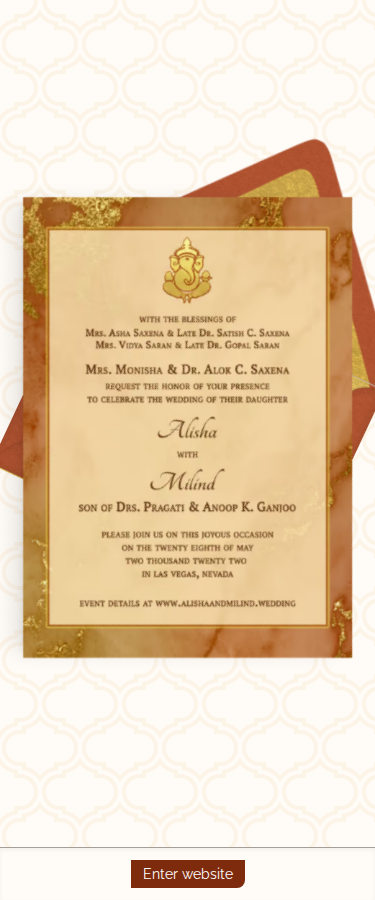 WITH THE BLESSINGS OF
MRS. ASHA SAXENA & LATE DR. SATISH C. SAXENA
MRS. VIDYA SARAN & LATE DR. GOPAL SARAN
MRS. MONISHA & DR. ALOK C. SAXENA
REQUEST THE HONOR OF YOUR PRESENCE
TO CELEBRATE THE WEDDING OF THEIR DAUGHTER
Alisha
WITH
Milind
SON OF DRS. PRAGATI & ANOOP K. GANJOO
PLEASE JOIN US ON THIS JOYOUS OCCASION
ON THE TWENTY EIGHTH OF MAY
TWO THOUSAND TWENTY TWO
IN LAS VEGAS, NEVADA
EVENT DETAILS AT WWW.ALISHAANDMILIND.WEDDING
Enter website